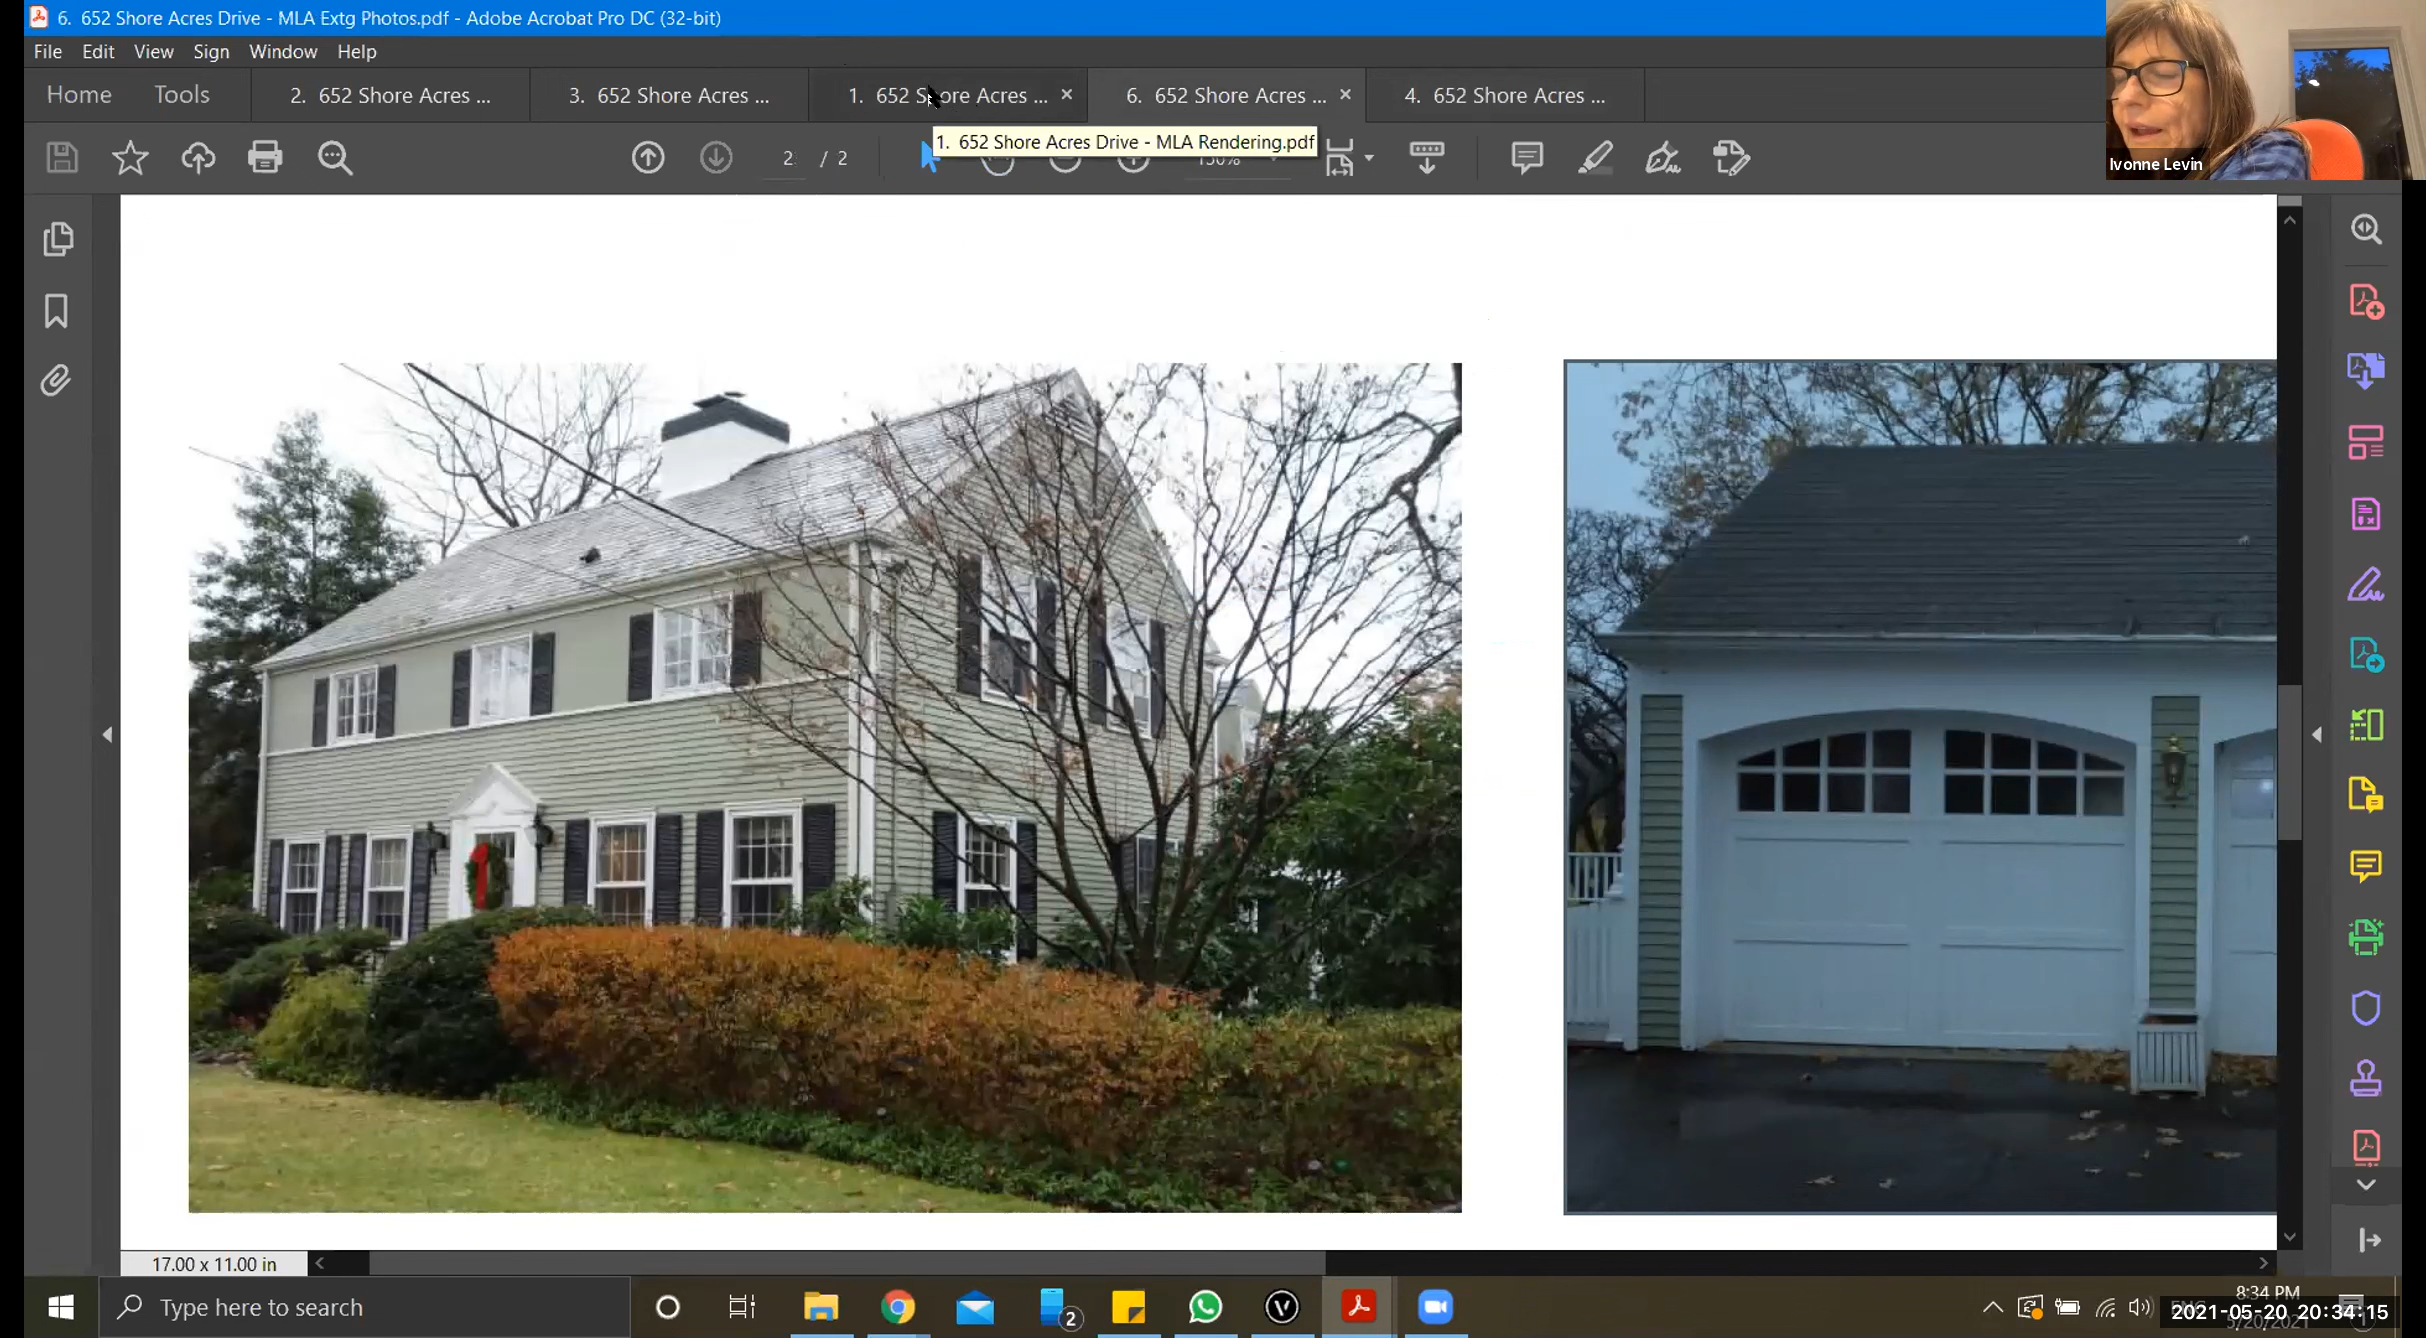 6. 652 Shore Acres Drive - MLA Extg Photos.pdf - Adobe Acrobat Pro DC (32-bit)
File Edit View Sign Window Help
Home Tools 2. 652 Shore Acres ... 3. 652 Shore Acres ... 1. 652 Shore Acres ... × 6. 652 Shore Acres ... × 4. 652 Shore Acres ...
1. 652 Shore Acres Drive - MLA Rendering.pdf
2 / 2
Ivonne Levin
17.00 x 11.00 in
Type here to search
2
8:34 PM
2021-05-20 20:34:15